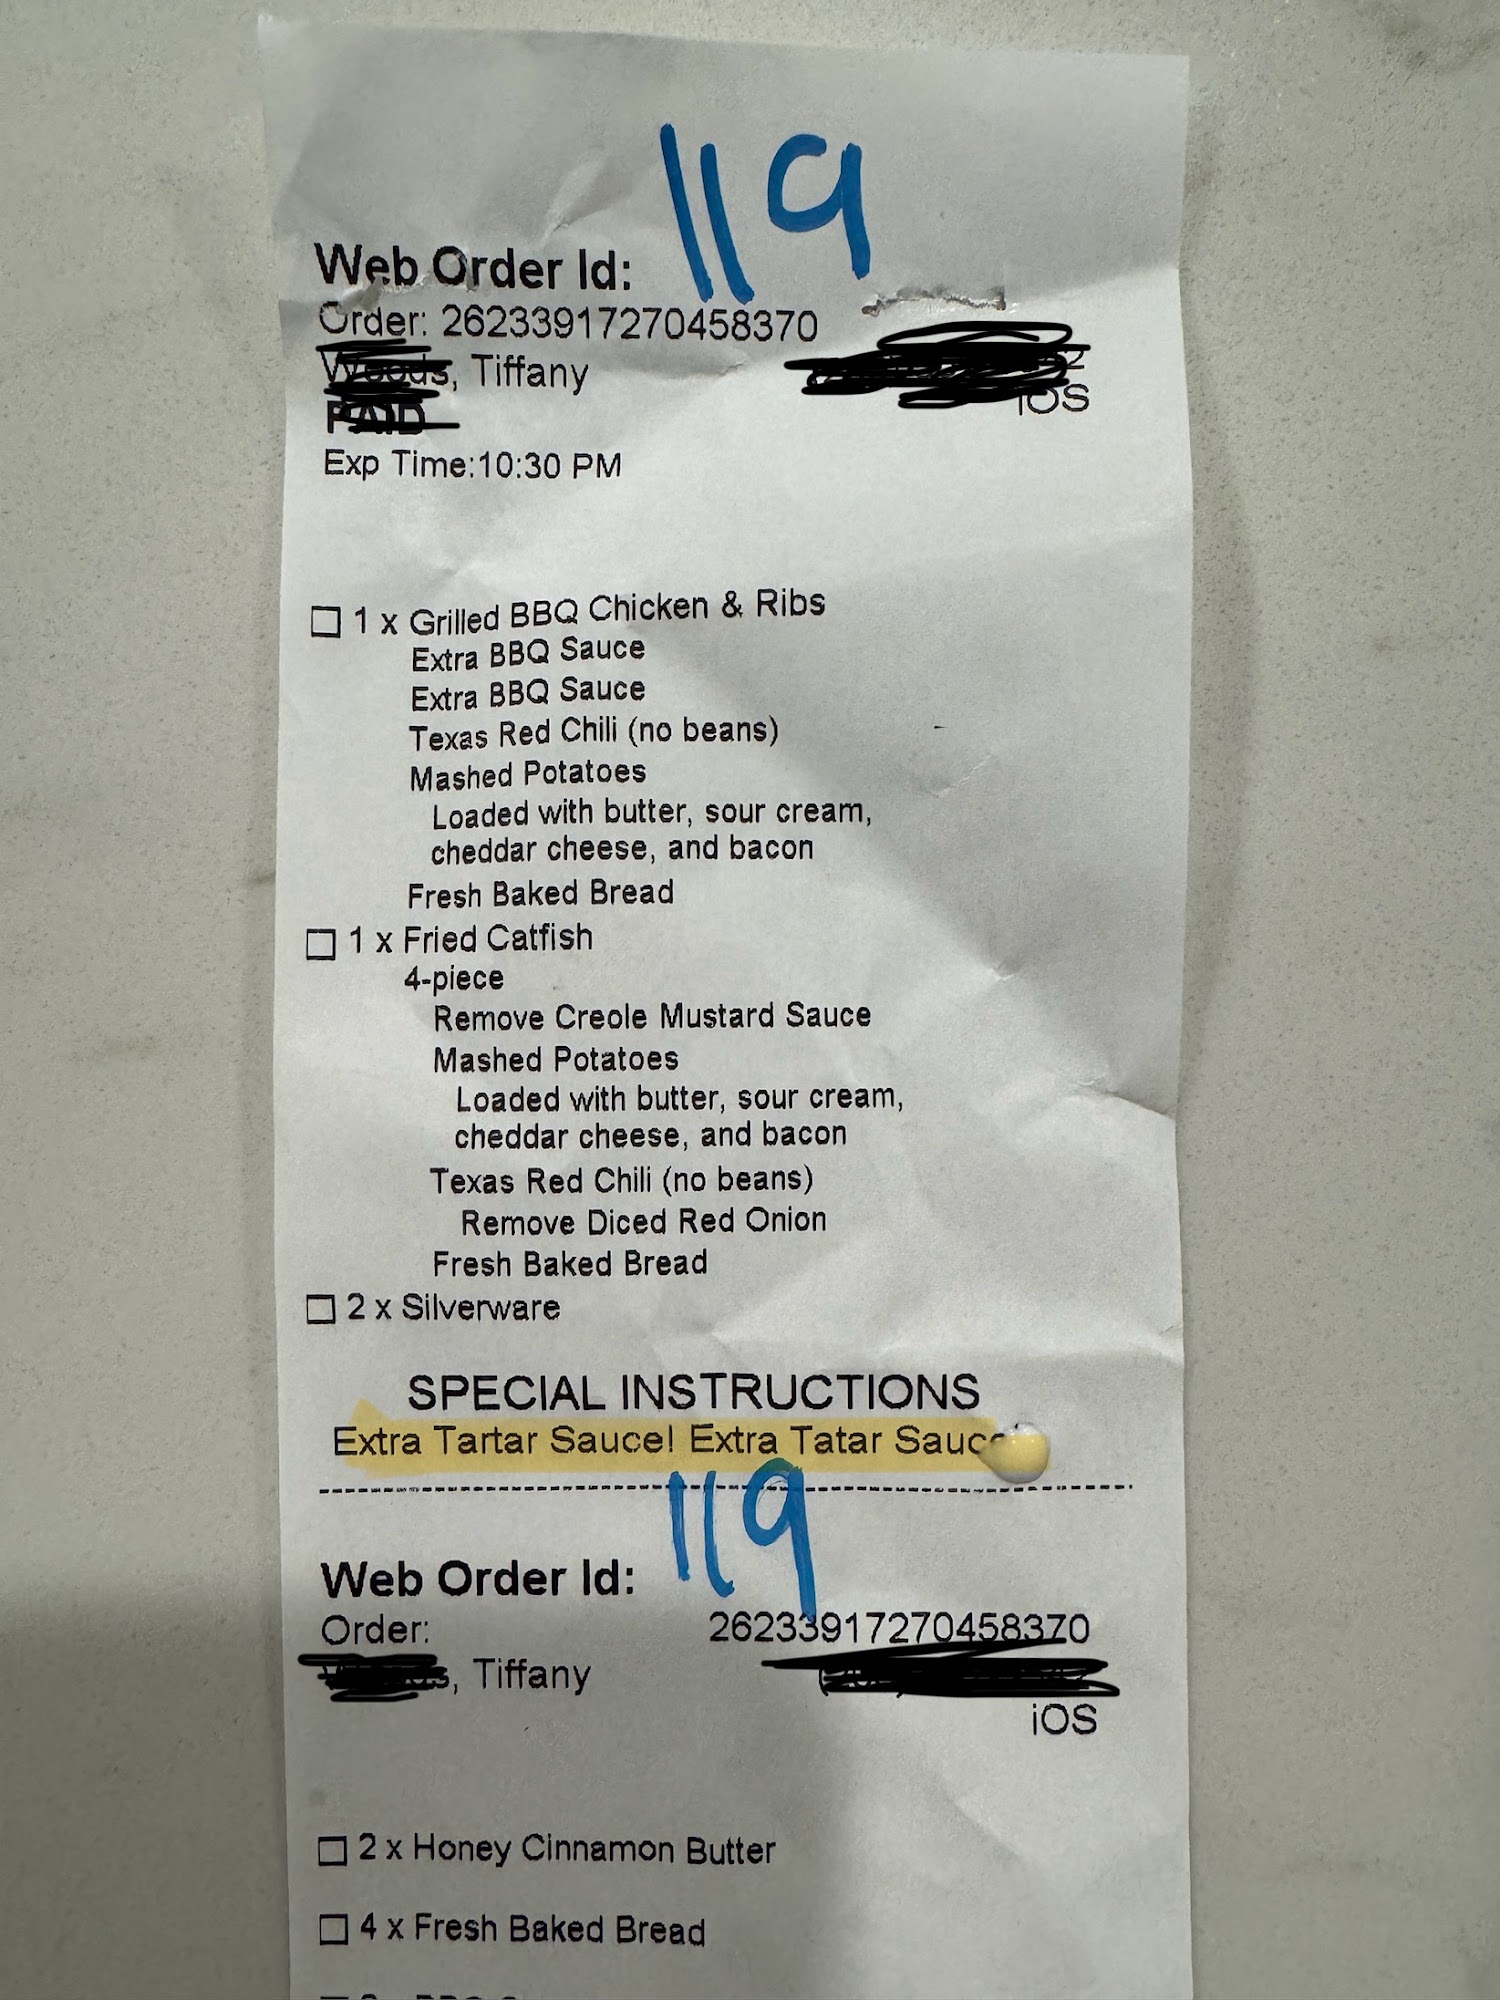 119
Web Order Id:
Order: 26233917270458370
, Tiffany
iOS
PAID
Exp Time:10:30 PM
☐ 1 x Grilled BBQ Chicken & Ribs
Extra BBQ Sauce
Extra BBQ Sauce
Texas Red Chili (no beans)
Mashed Potatoes
Loaded with butter, sour cream,
cheddar cheese, and bacon
Fresh Baked Bread
☐ 1 x Fried Catfish
4-piece
Remove Creole Mustard Sauce
Mashed Potatoes
Loaded with butter, sour cream,
cheddar cheese, and bacon
Texas Red Chili (no beans)
Remove Diced Red Onion
Fresh Baked Bread
☐ 2 x Silverware
SPECIAL INSTRUCTIONS
Extra Tartar Sauce! Extra Tatar Sauce
119
Web Order Id:
Order: 26233917270458370
, Tiffany
iOS
☐ 2 x Honey Cinnamon Butter
☐ 4 x Fresh Baked Bread